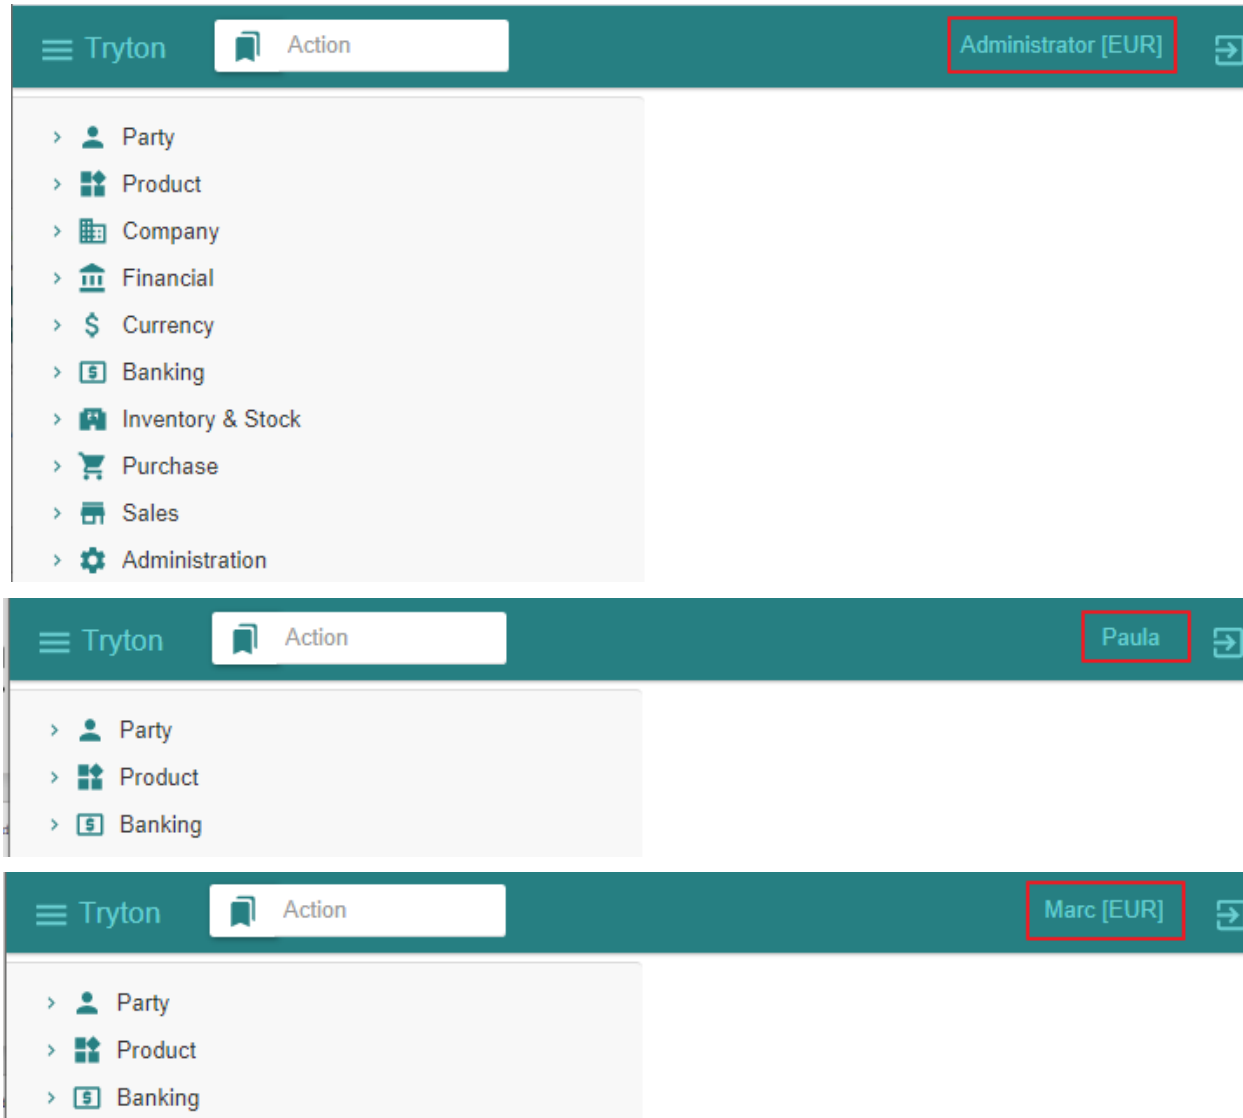 Tryton Action Administrator [EUR]
Party
Product
Company
Financial
Currency
Banking
Inventory & Stock
Purchase
Sales
Administration
Tryton Action Paula
Party
Product
Banking
Tryton Action Marc [EUR]
Party
Product
Banking